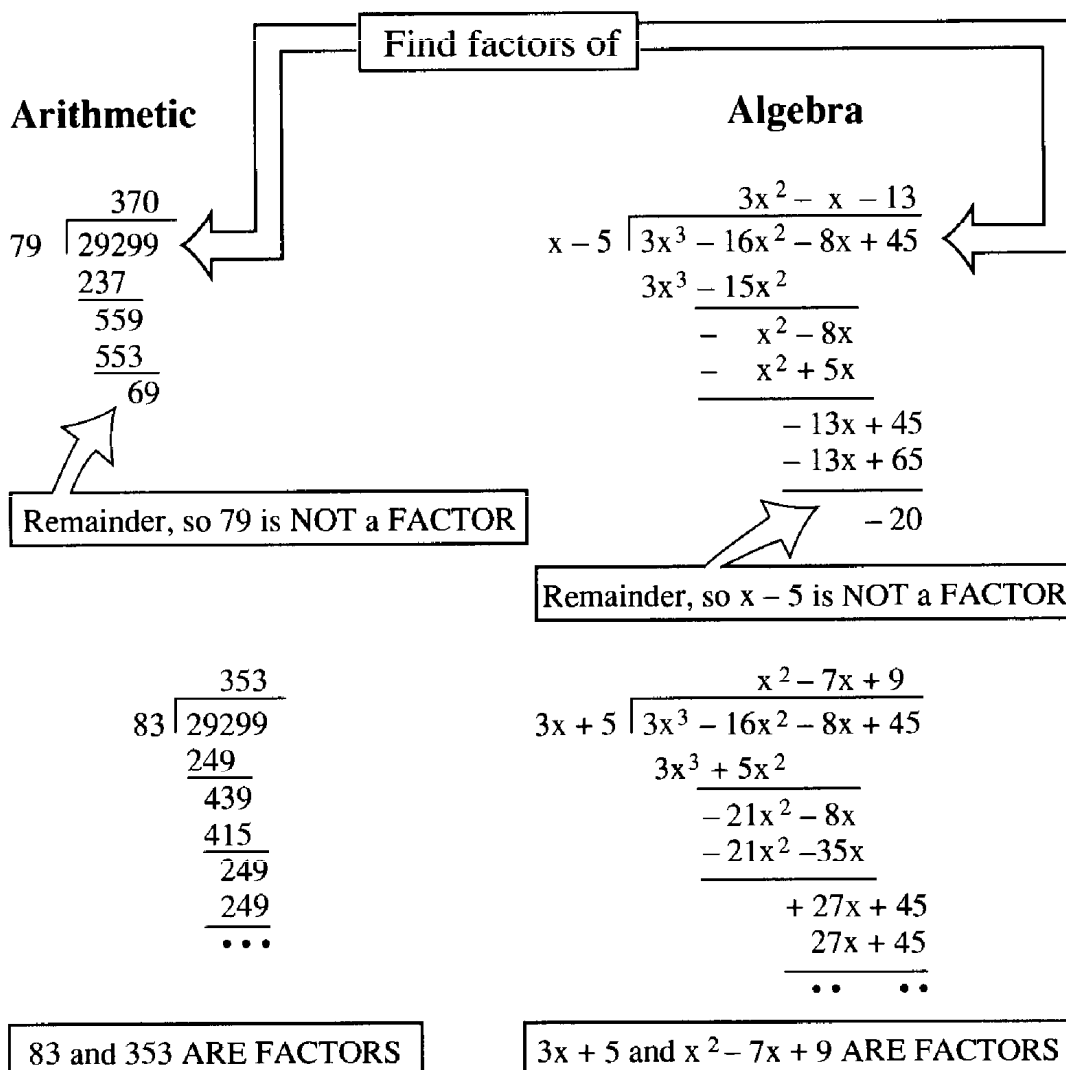 Find factors of
Arithmetic
Algebra
370
79 29299
237
559
553
69
Remainder, so 79 is NOT a FACTOR
3x² – x – 13
x – 5 3x³ – 16x² – 8x + 45
3x³ – 15x²
– x² – 8x
– x² + 5x
– 13x + 45
– 13x + 65
– 20
Remainder, so x – 5 is NOT a FACTOR
353
83 29299
249
439
415
249
249
• • •
83 and 353 ARE FACTORS
x² – 7x + 9
3x + 5 3x³ – 16x² – 8x + 45
3x³ + 5x²
– 21x² – 8x
– 21x² –35x
+ 27x + 45
27x + 45
• • • •
3x + 5 and x² – 7x + 9 ARE FACTORS